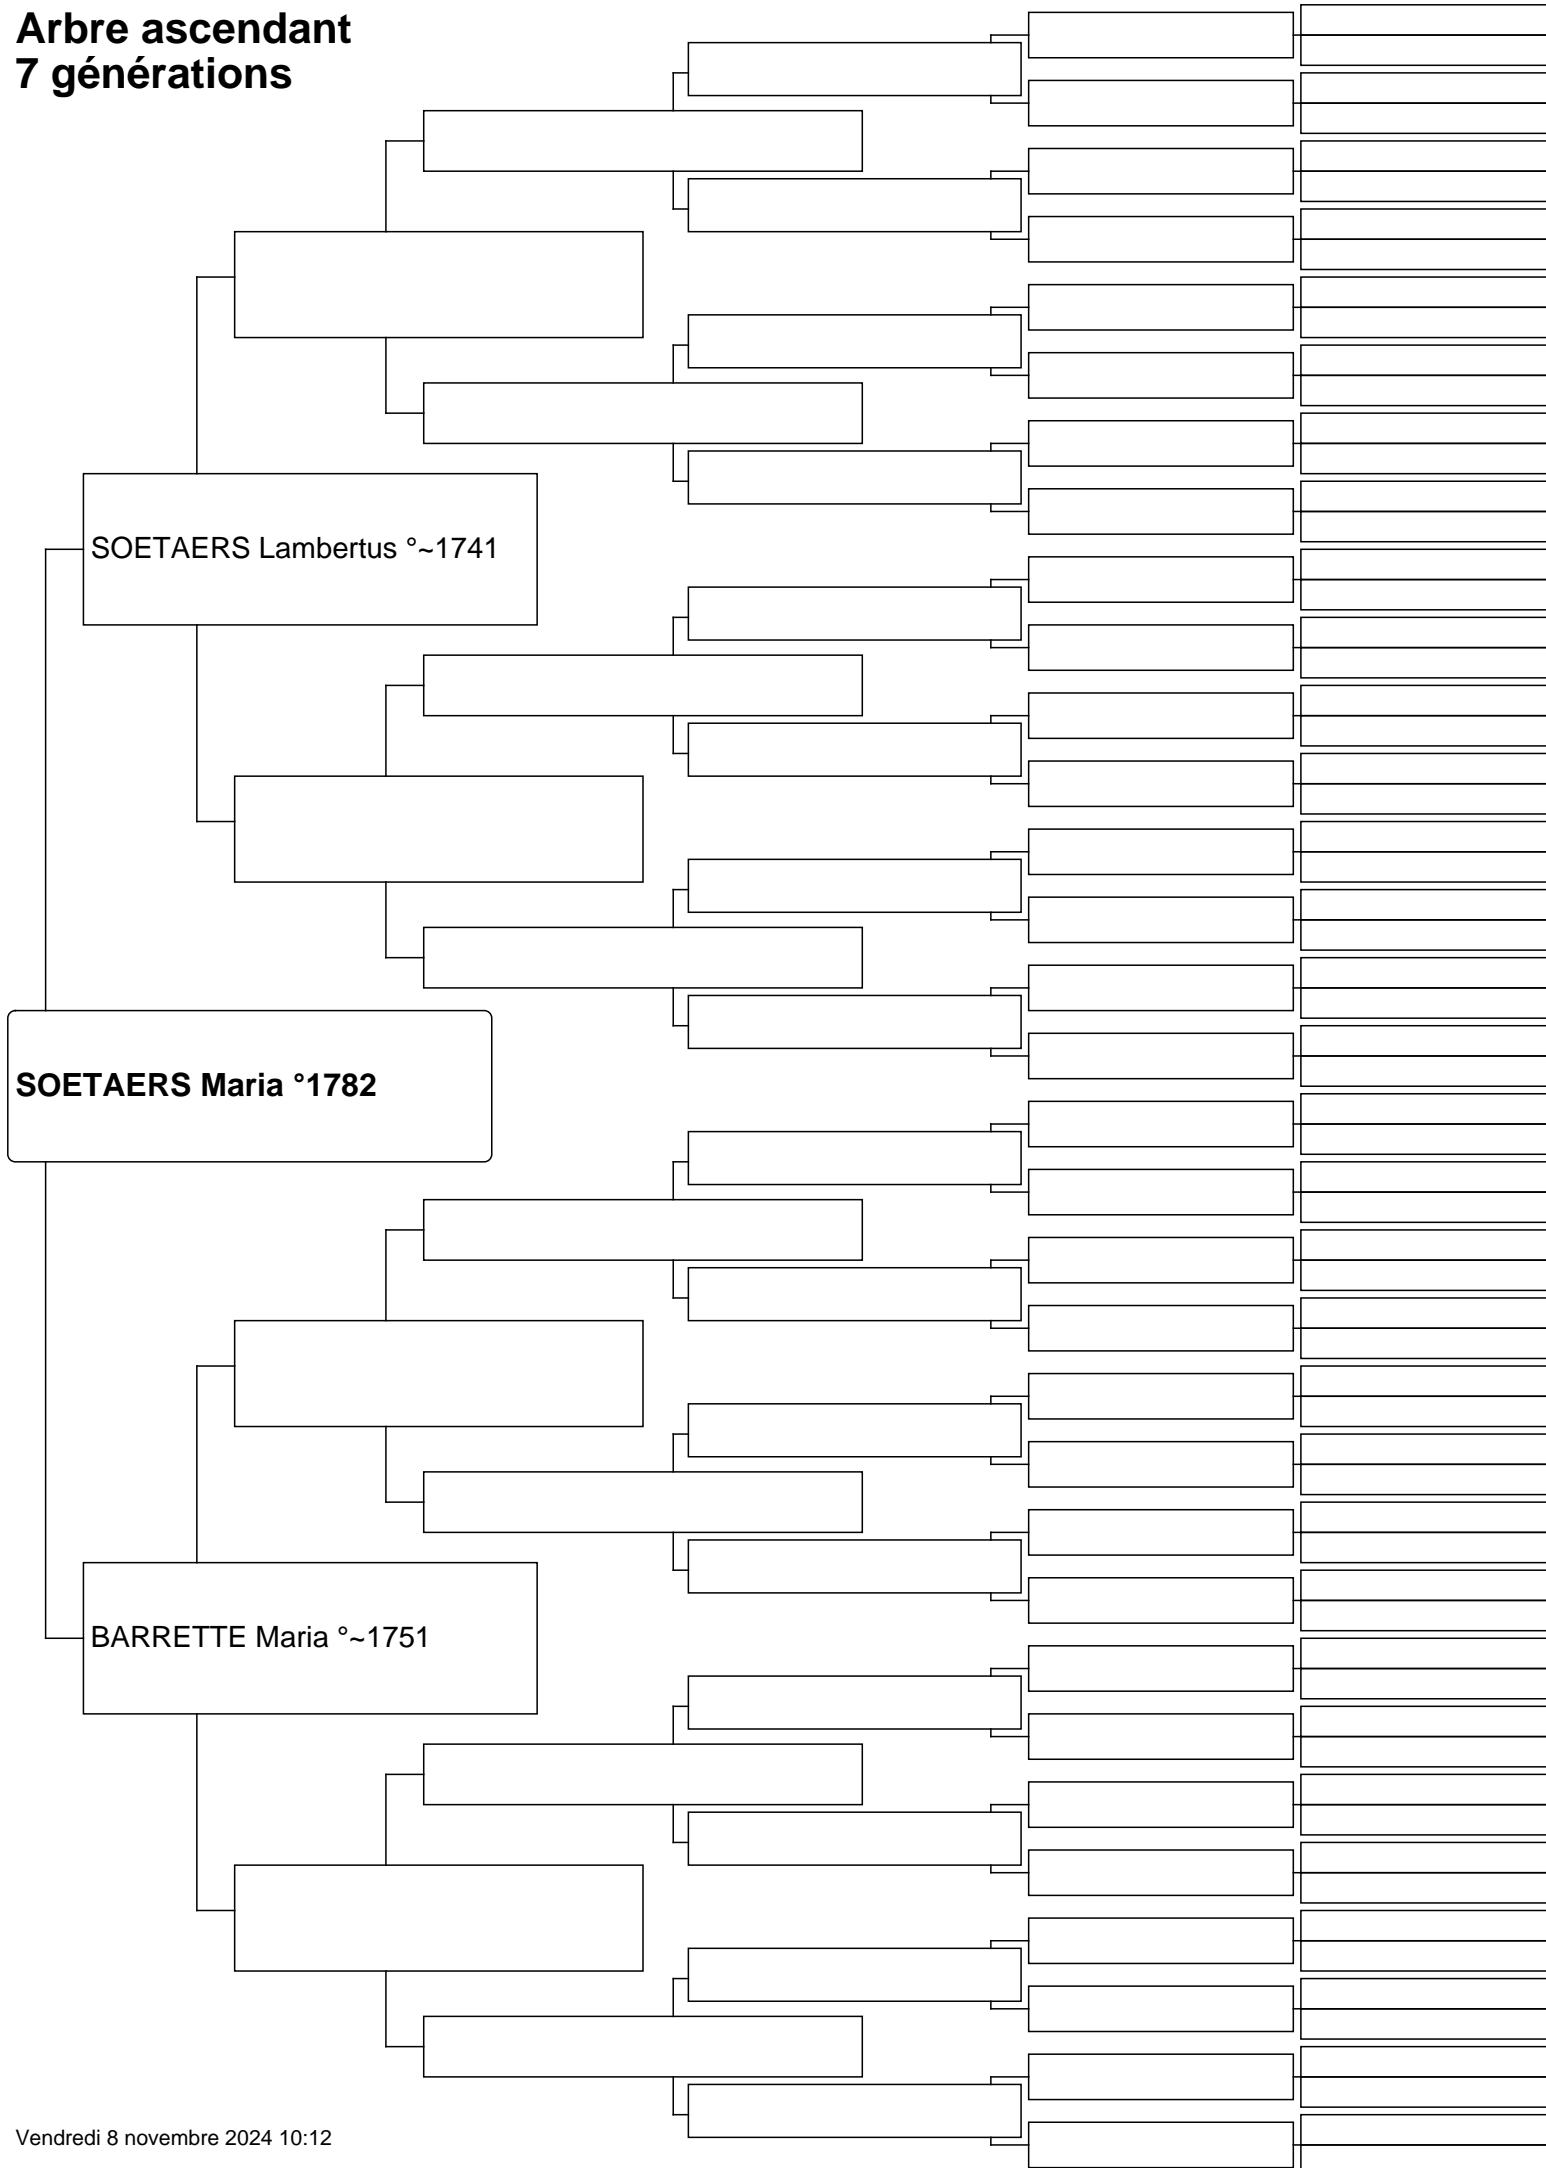 Arbre ascendant
7 générations
SOETAERS Lambertus °~1741
SOETAERS Maria °1782
BARRETTE Maria °~1751
Vendredi 8 novembre 2024 10:12